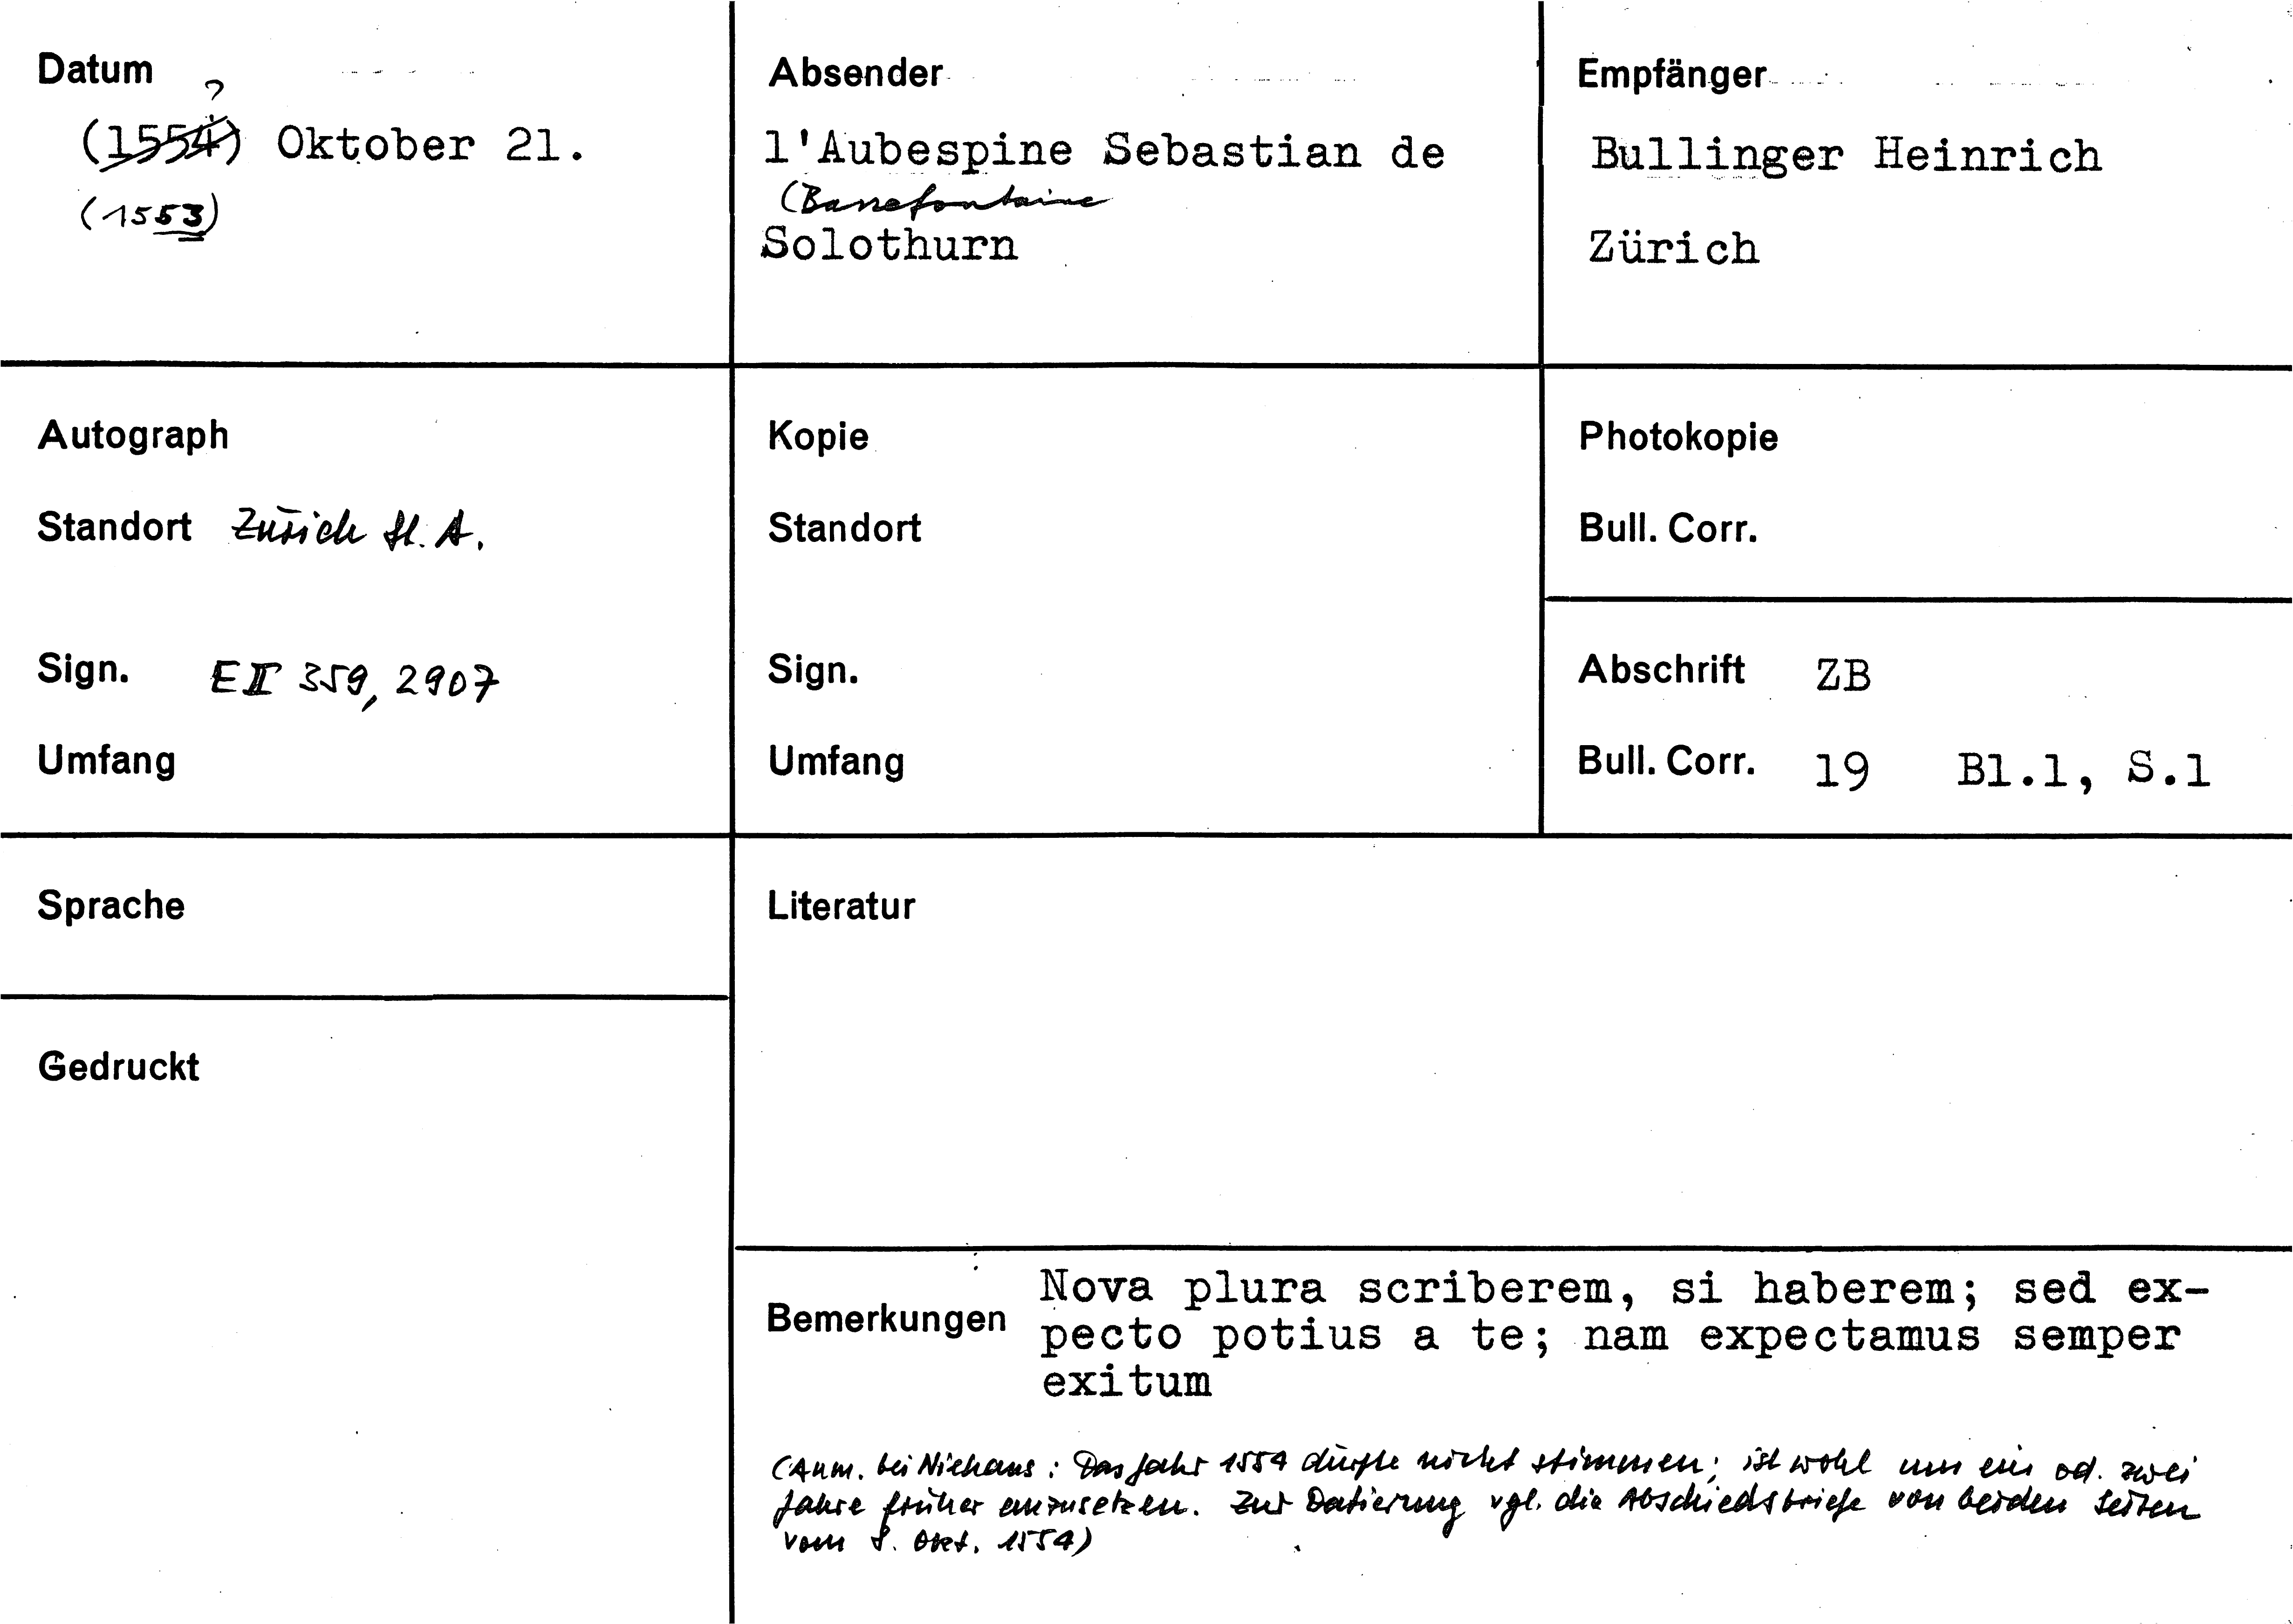 Datum
?
(1554) Oktober 21.
(1553)
Absender
l'Aubespine Sebastian de
(Bassefontaine
Solothurn
Empfänger
Bullinger Heinrich
Zürich
Autograph
Standort Zürich St. A.
Sign. E II 359, 2907
Umfang
Kopie
Standort
Sign.
Umfang
Photokopie
Bull. Corr.
Abschrift ZB
Bull. Corr. 19 Bl.1, S.1
Sprache
Gedruckt
Literatur
Bemerkungen
Nova plura scriberem, si haberem; sed ex-
pecto potius a te; nam expectamus semper
exitum
(Anm. bei Niehans: Das Jahr 1554 dürfte nicht stimmen; ist wohl um ein od. zwei
Jahre früher anzusetzen. Zur Datierung vgl. die Abschiedsbriefe von beiden Seiten
vom 8. Okt. 1554)